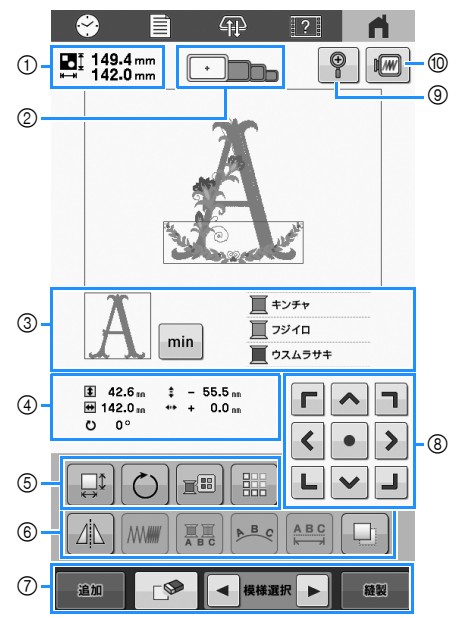 ?
① 149.4 mm
142.0 mm
②
⑩
⑨
③
min
キンチャ
フジイロ
ウスムラサキ
④
42.6 mm － 55.5 mm
142.0 mm ＋ 0.0 mm
0°
⑧
⑤
⑥
A B C
A B C
A B C
⑦ 追加 模様選択 縫製